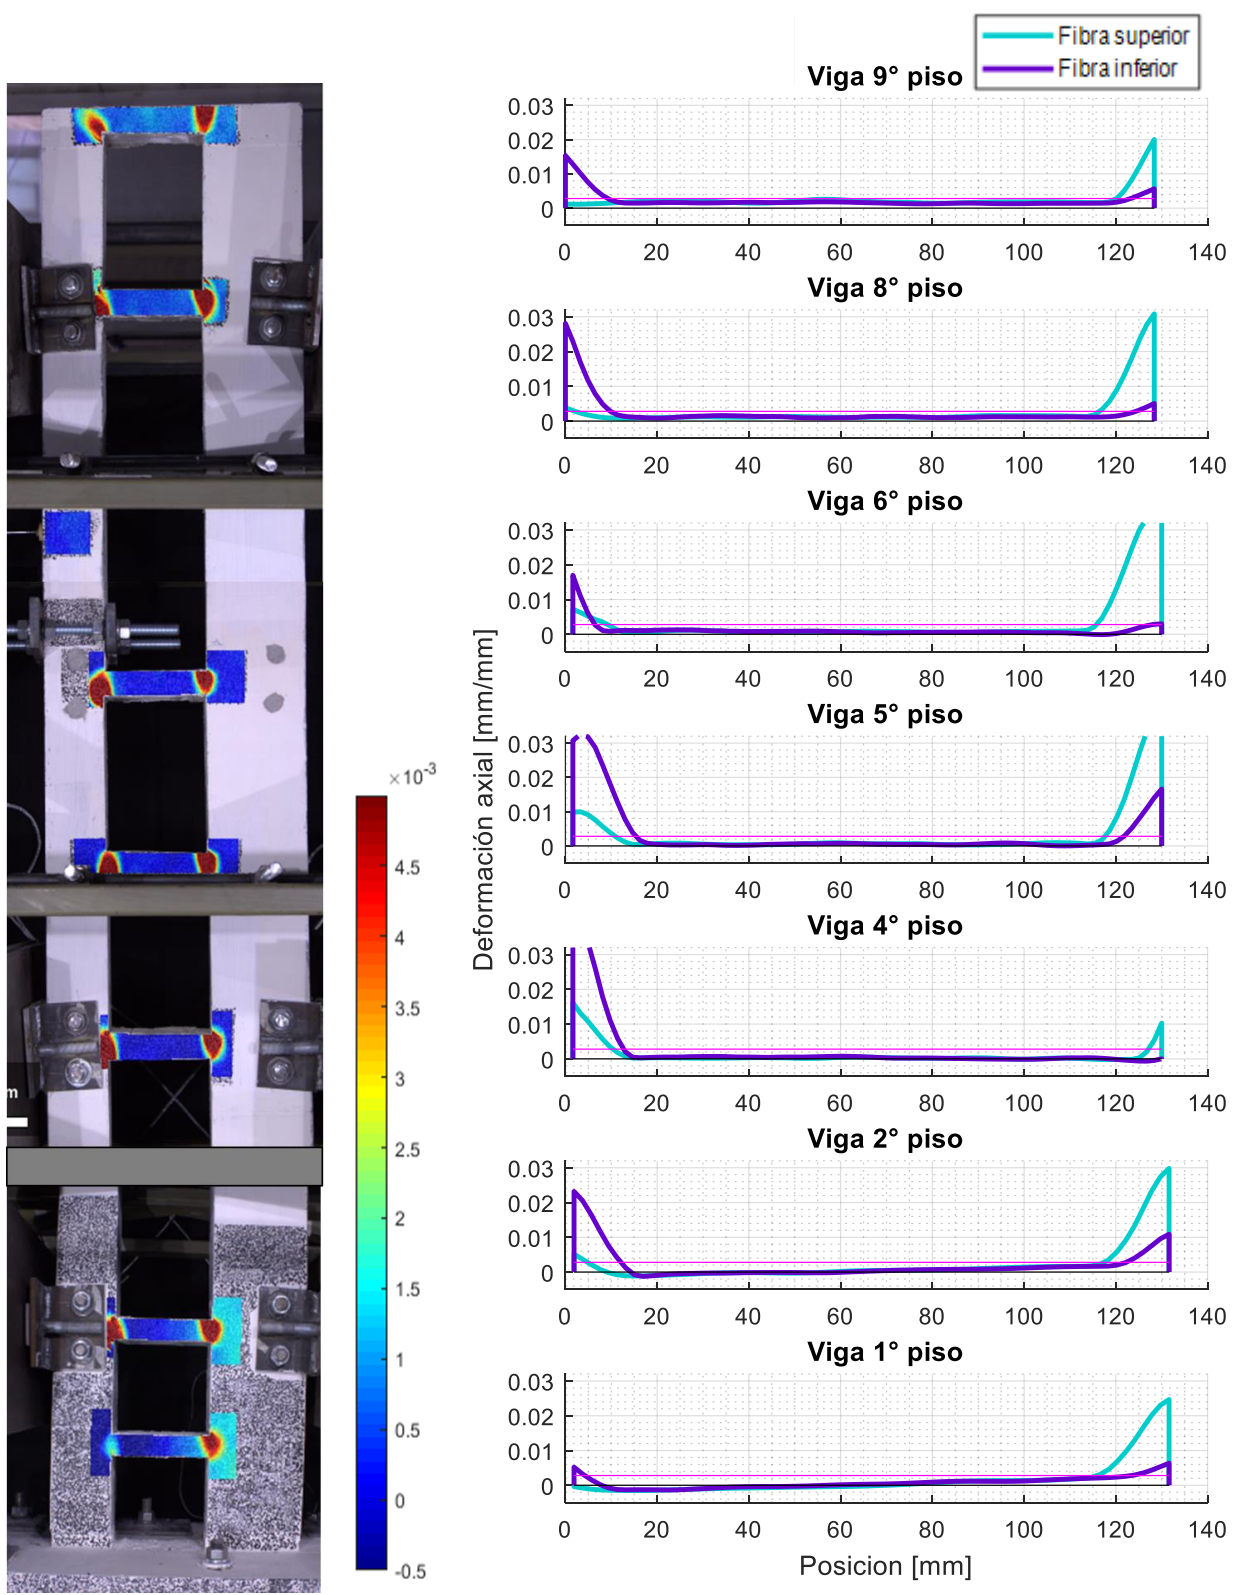 Fibra superior
Fibra inferior
Viga 9° piso
0.03
0.02
0.01
0
0 20 40 60 80 100 120 140
Viga 8° piso
0.03
0.02
0.01
0
0 20 40 60 80 100 120 140
Viga 6° piso
0.03
0.02
0.01
0
0 20 40 60 80 100 120 140
Viga 5° piso
0.03
0.02
0.01
0
0 20 40 60 80 100 120 140
Viga 4° piso
0.03
0.02
0.01
0
0 20 40 60 80 100 120 140
Viga 2° piso
0.03
0.02
0.01
0
0 20 40 60 80 100 120 140
Viga 1° piso
0.03
0.02
0.01
0
0 20 40 60 80 100 120 140
Posicion [mm]
Deformación axial [mm/mm]
×10-3
4.5
4
3.5
3
2.5
2
1.5
1
0.5
0
-0.5
m